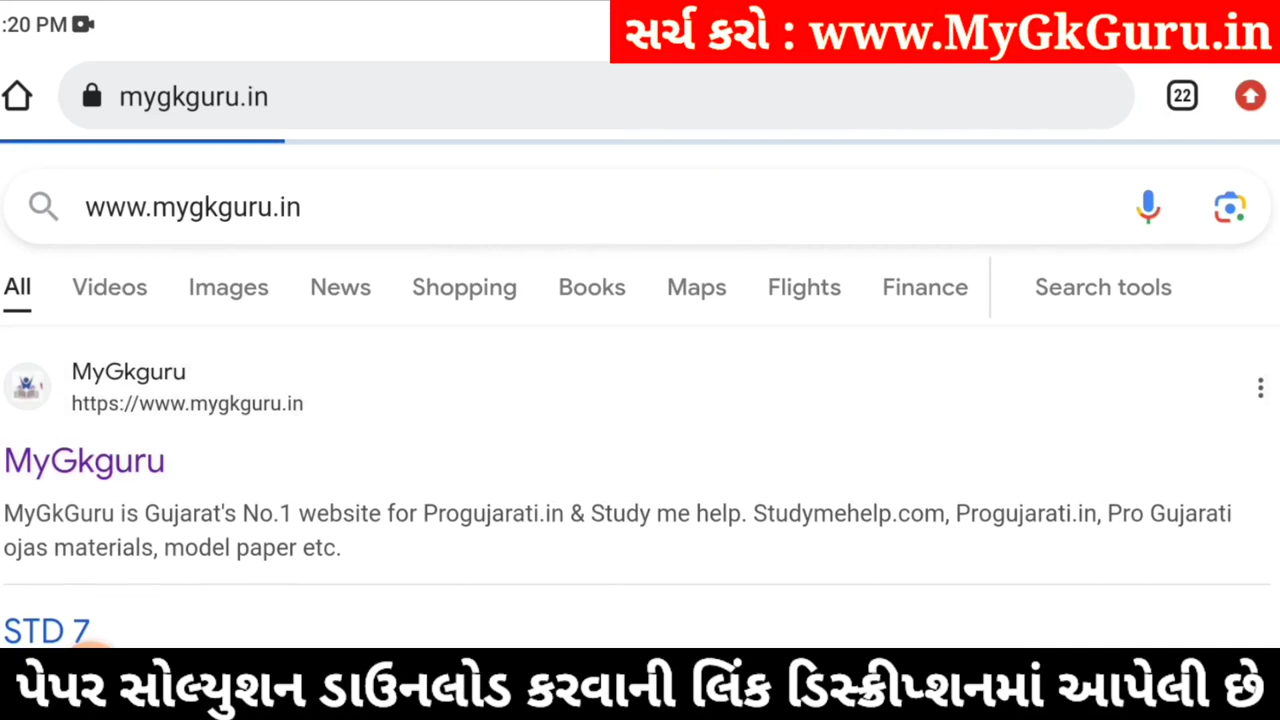 :20 PM
સર્ચ કરો : www.MyGkGuru.in
mygkguru.in
22
www.mygkguru.in
All Videos Images News Shopping Books Maps Flights Finance Search tools
MyGkguru
https://www.mygkguru.in
MyGkguru
MyGkGuru is Gujarat's No.1 website for Progujarati.in & Study me help. Studymehelp.com, Progujarati.in, Pro Gujarati
ojas materials, model paper etc.
STD 7
પેપર સોલ્યુશન ડાઉનલોડ કરવાની લિંક ડિસ્ક્રીપ્શનમાં આપેલી છે